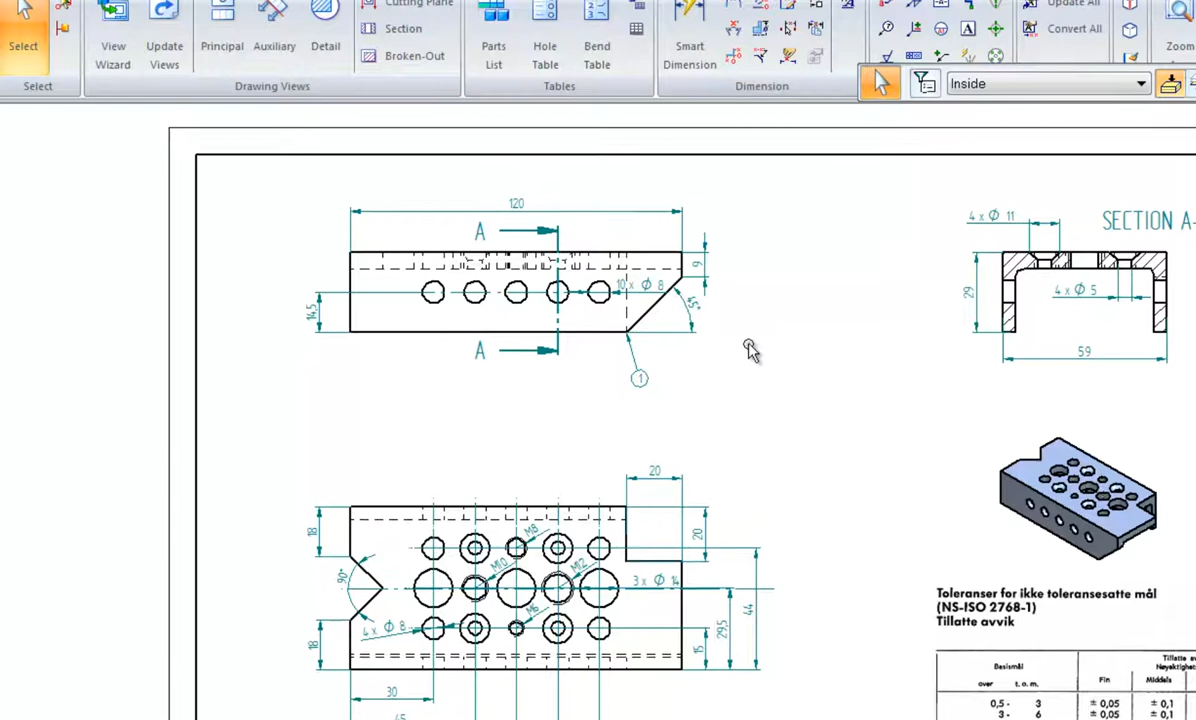 Cutting Plane
Update All
Section
Convert All
Select
View Wizard
Update Views
Principal
Auxiliary
Detail
Broken-Out
Parts List
Hole Table
Bend Table
Smart Dimension
Zoom
Select
Drawing Views
Tables
Dimension
Inside
120
A
4 x Ø 11
SECTION A-
9
10 x Ø 8
14,5
45°
29
4 x Ø 5
A
59
1
20
18
M8
20
90°
M10
M12
3 x Ø 14
M6
4 x Ø 8
44
29,5
18
15
30
45
Toleranser for ikke toleransesatte mål
(NS-ISO 2768-1)
Tillatte avvik
Tillatte av
Basismål
Nøyaktighet
over t. o. m.
Fin
Middels
0,5 - 3 ± 0,05 ± 0,1
3 - 6 ± 0,05 ± 0,1